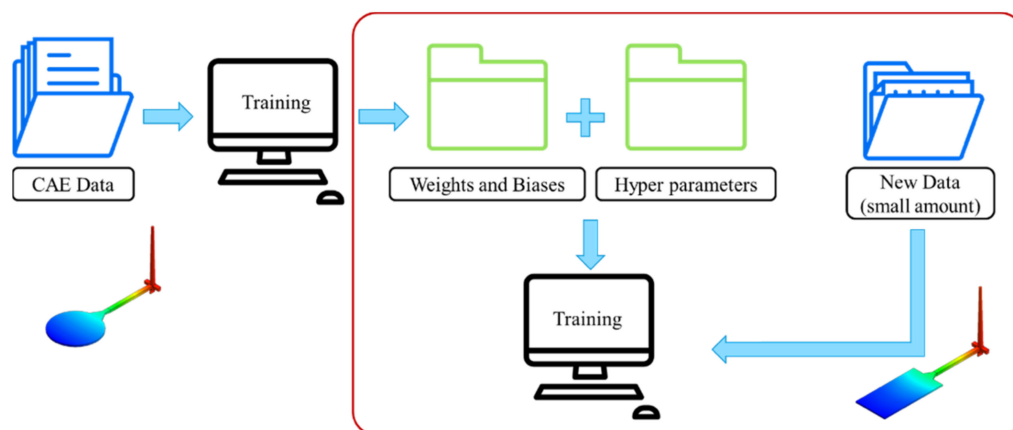 Training
CAE Data
Weights and Biases
Hyper parameters
New Data
(small amount)
Training